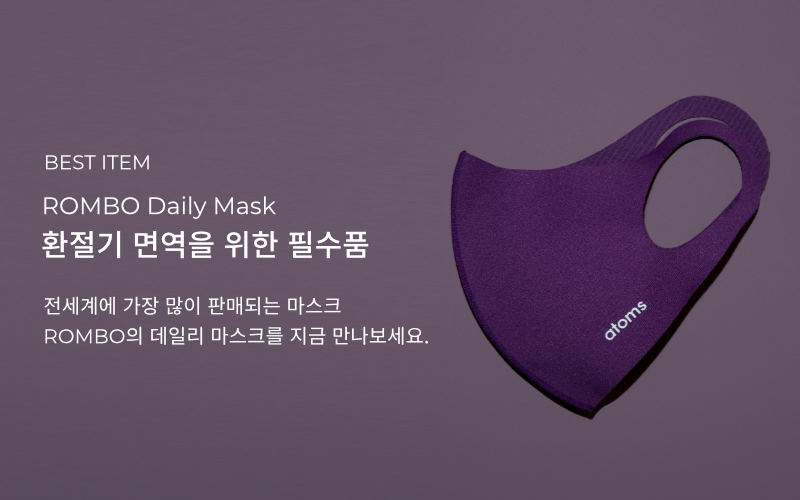 BEST ITEM
ROMBO Daily Mask
환절기 면역을 위한 필수품
전세계에 가장 많이 판매되는 마스크
ROMBO의 데일리 마스크를 지금 만나보세요.
atoms